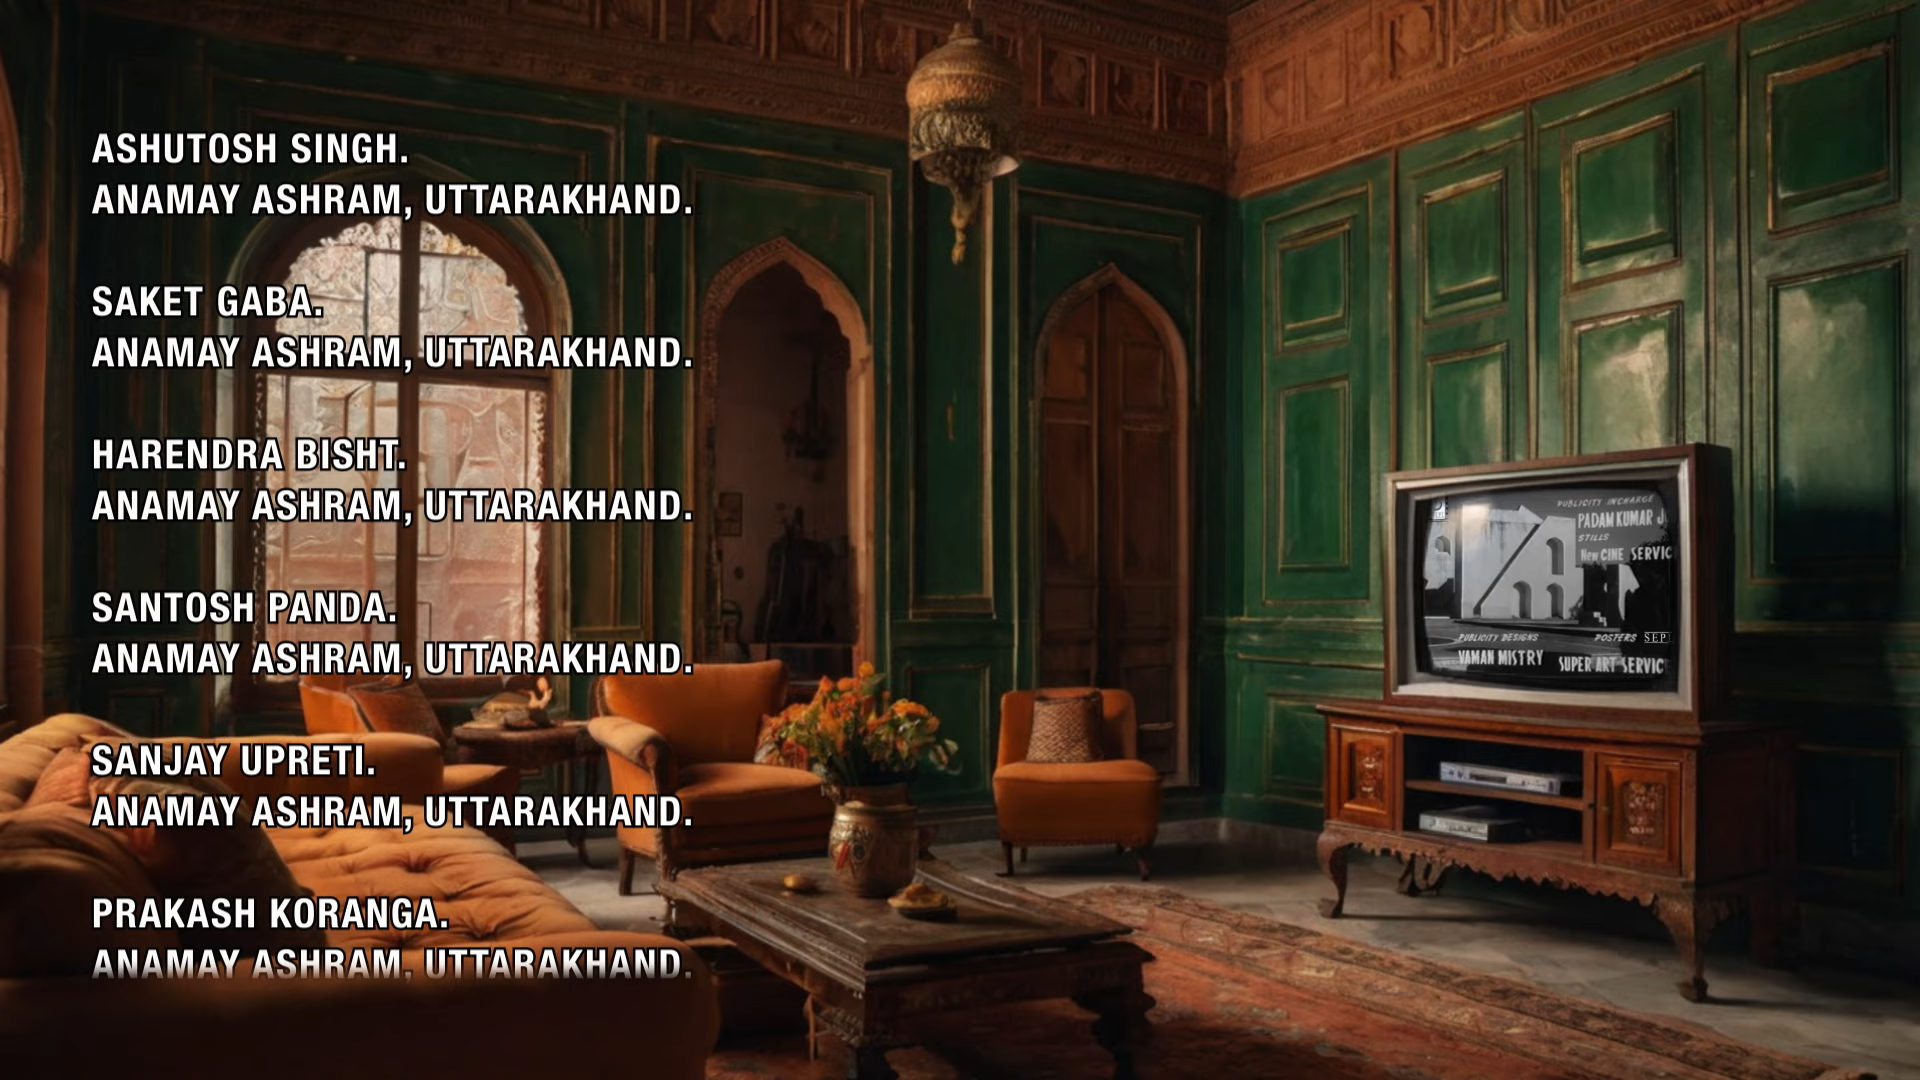 ASHUTOSH SINGH.
ANAMAY ASHRAM, UTTARAKHAND.
SAKET GABA.
ANAMAY ASHRAM, UTTARAKHAND.
HARENDRA BISHT.
ANAMAY ASHRAM, UTTARAKHAND.
SANTOSH PANDA.
ANAMAY ASHRAM, UTTARAKHAND.
SANJAY UPRETI.
ANAMAY ASHRAM, UTTARAKHAND.
PRAKASH KORANGA.
ANAMAY ASHRAM, UTTARAKHAND.
PUBLICITY INCHARGE
PADAM KUMAR J
STILLS
New CINE SERVIC
PUBLICITY DESIGNS
VAMAN MISTRY
POSTERS
SUPER ART SERVIC
SEP